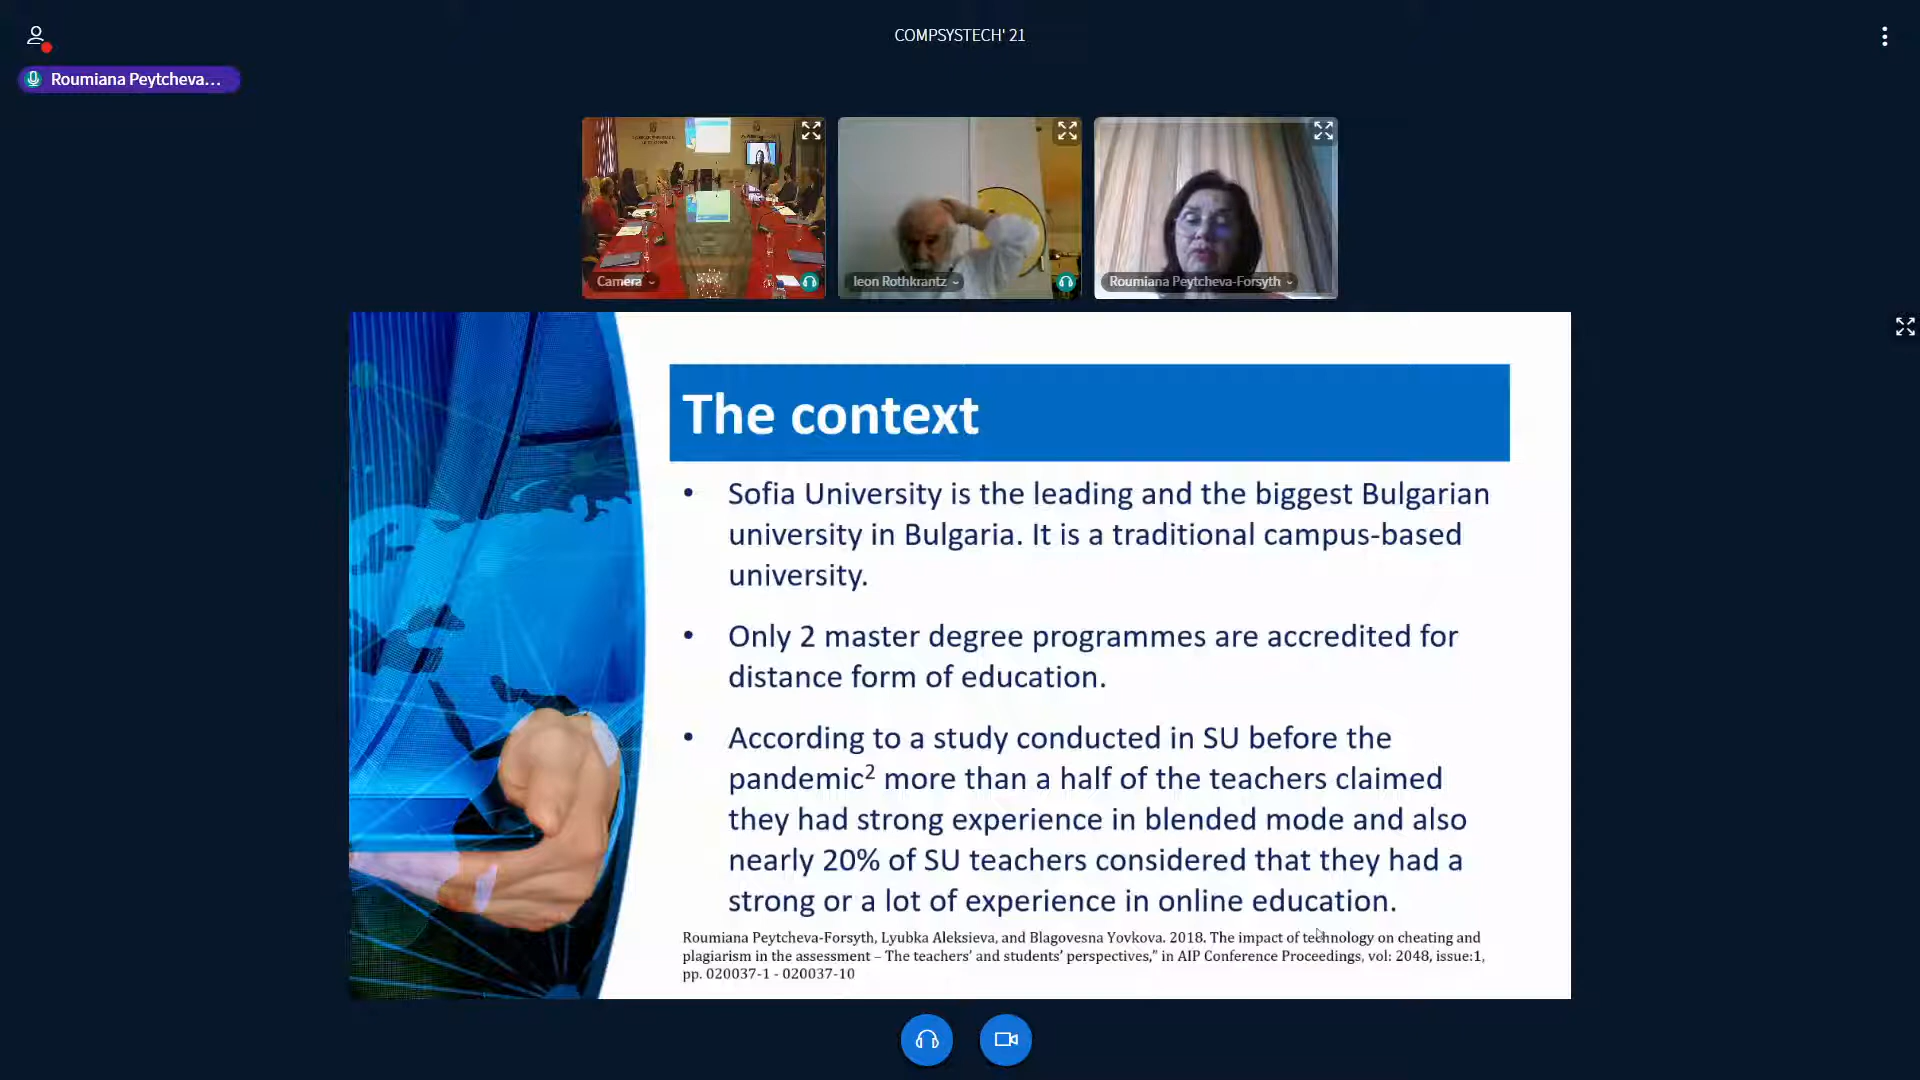 COMPSYSTECH' 21
Roumiana Peytcheva...
Camera
leon Rothkrantz
Roumiana Peytcheva-Forsyth
The context
• Sofia University is the leading and the biggest Bulgarian
university in Bulgaria. It is a traditional campus-based
university.
• Only 2 master degree programmes are accredited for
distance form of education.
• According to a study conducted in SU before the
pandemic² more than a half of the teachers claimed
they had strong experience in blended mode and also
nearly 20% of SU teachers considered that they had a
strong or a lot of experience in online education.
Roumiana Peytcheva-Forsyth, Lyubka Aleksieva, and Blagovesna Yovkova. 2018. The impact of technology on cheating and
plagiarism in the assessment – The teachers' and students' perspectives," in AIP Conference Proceedings, vol: 2048, issue:1,
pp. 020037-1 - 020037-10